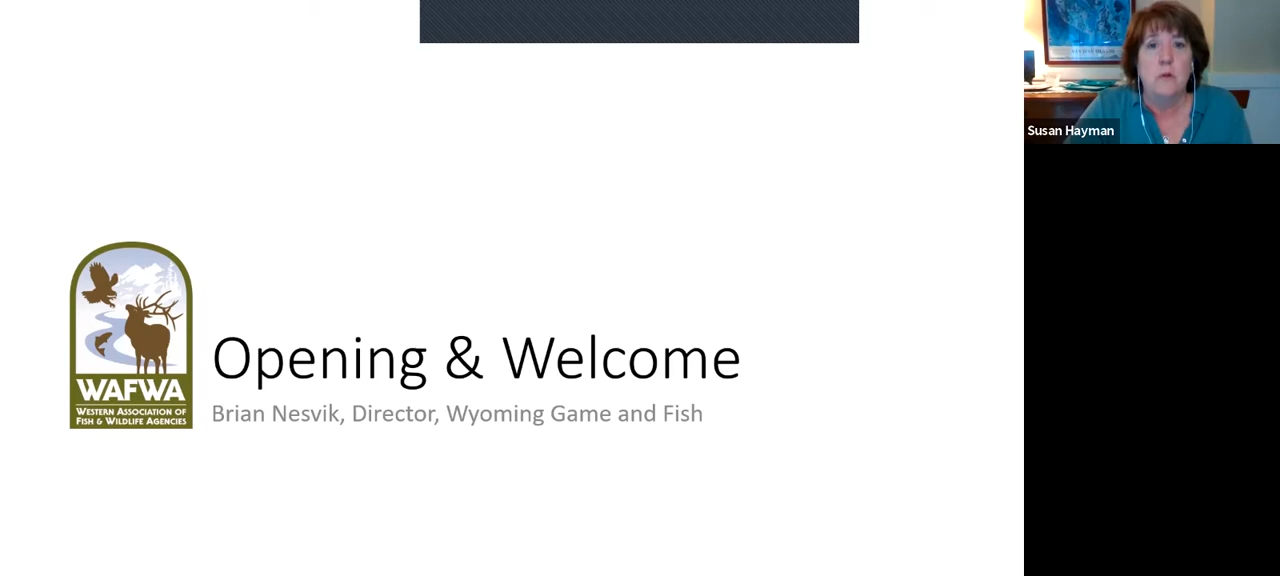 Susan Hayman
Opening & Welcome
Brian Nesvik, Director, Wyoming Game and Fish
WAFWA
WESTERN ASSOCIATION OF
FISH & WILDLIFE AGENCIES